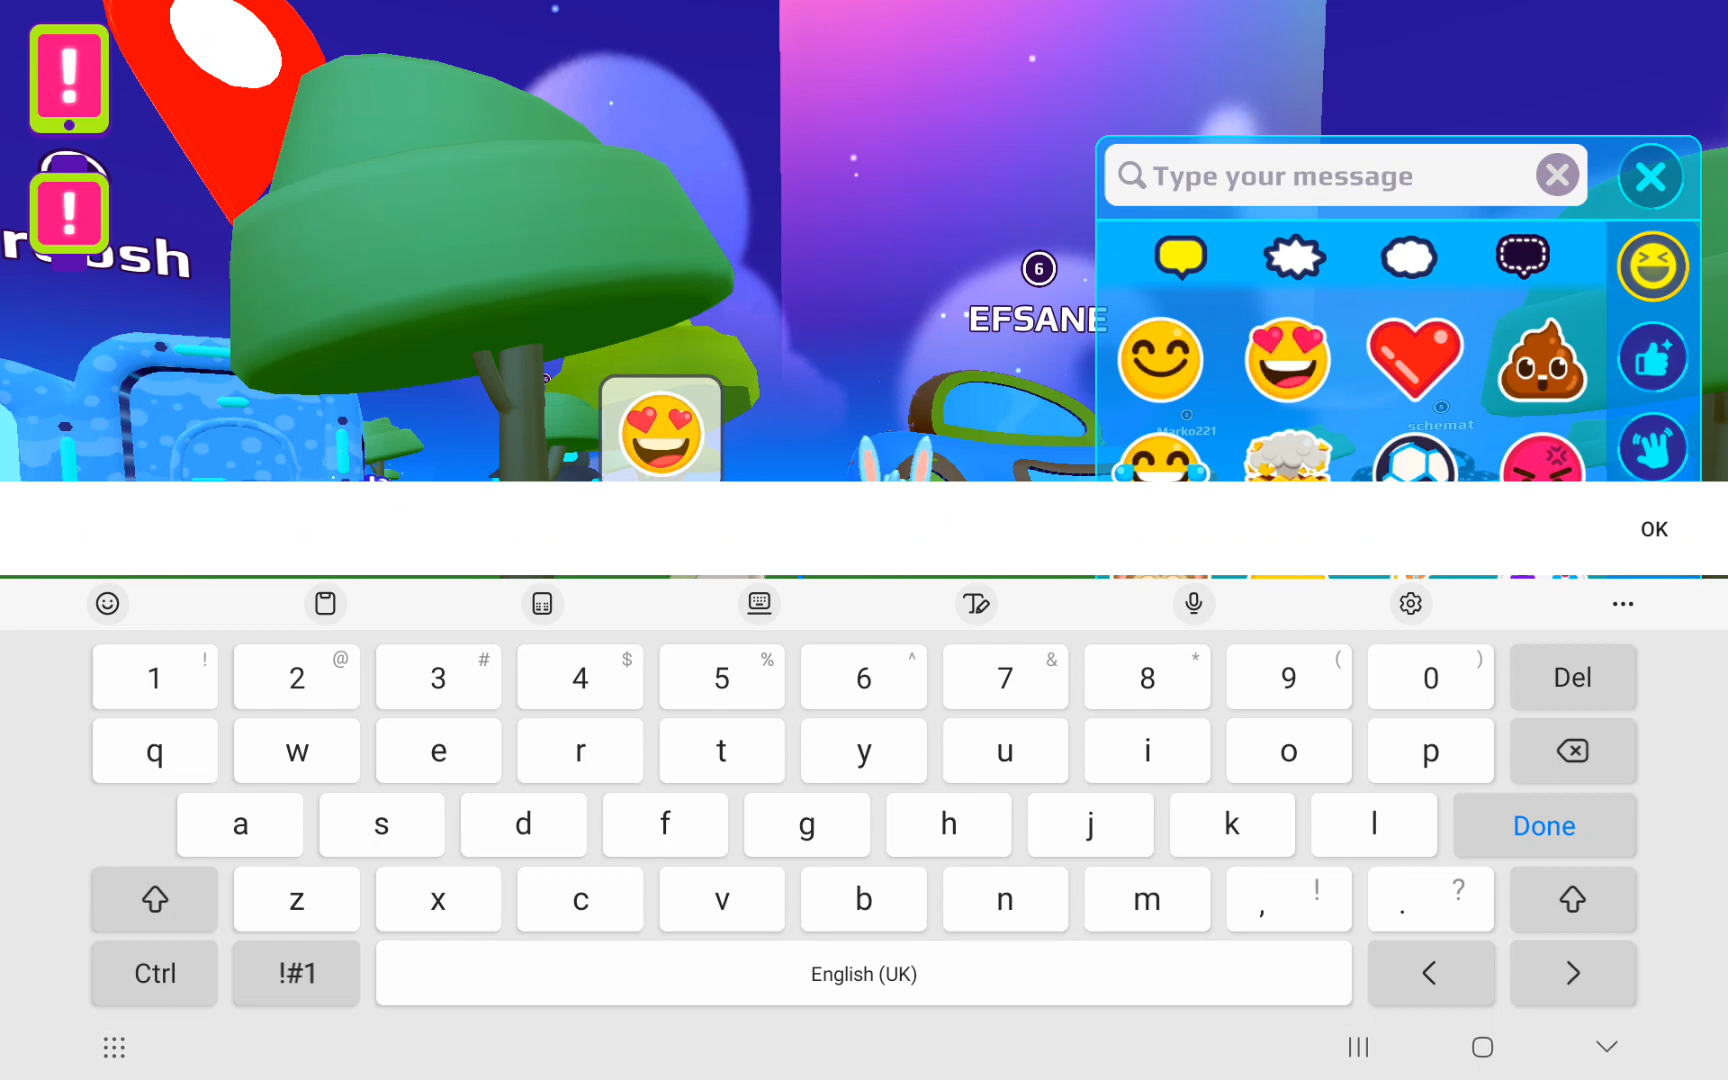 !
!
Type your message
6
EFSANE
Marko221
schemat
OK
1 ! 2 @ 3 # 4 $ 5 % 6 ^ 7 & 8 * 9 ( 0 ) Del
q w e r t y u i o p
a s d f g h j k l Done
z x c v b n m , ! . ?
Ctrl !#1 English (UK) < >